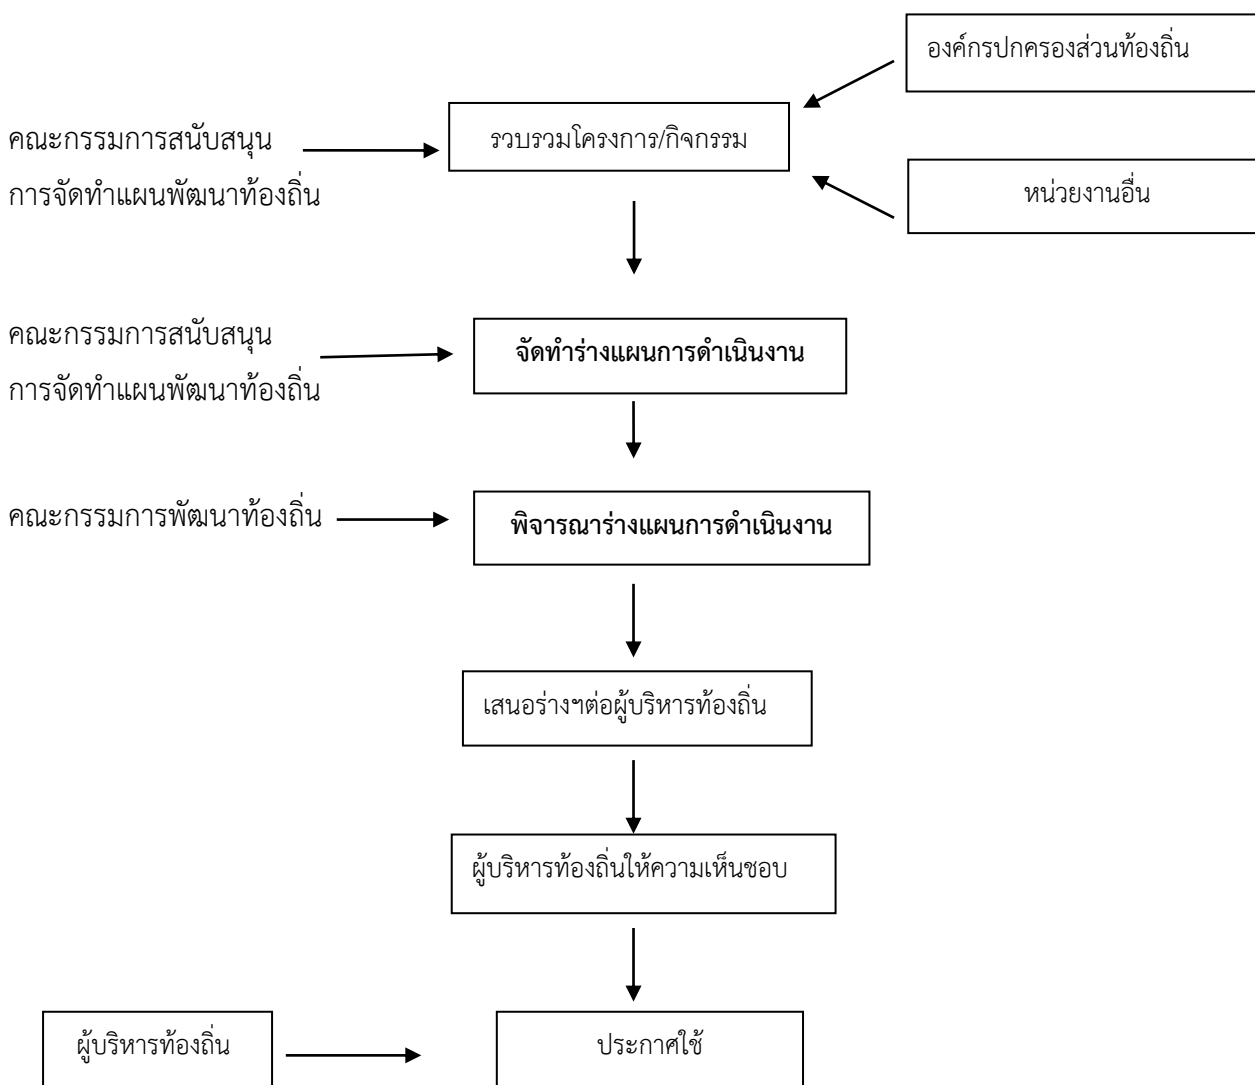 องค์กรปกครองส่วนท้องถิ่น
คณะกรรมการสนับสนุน
การจัดทำแผนพัฒนาท้องถิ่น
รวบรวมโครงการ/กิจกรรม
หน่วยงานอื่น
คณะกรรมการสนับสนุน
การจัดทำแผนพัฒนาท้องถิ่น
จัดทำร่างแผนการดำเนินงาน
คณะกรรมการพัฒนาท้องถิ่น
พิจารณาร่างแผนการดำเนินงาน
เสนอร่างฯต่อผู้บริหารท้องถิ่น
ผู้บริหารท้องถิ่นให้ความเห็นชอบ
ผู้บริหารท้องถิ่น
ประกาศใช้